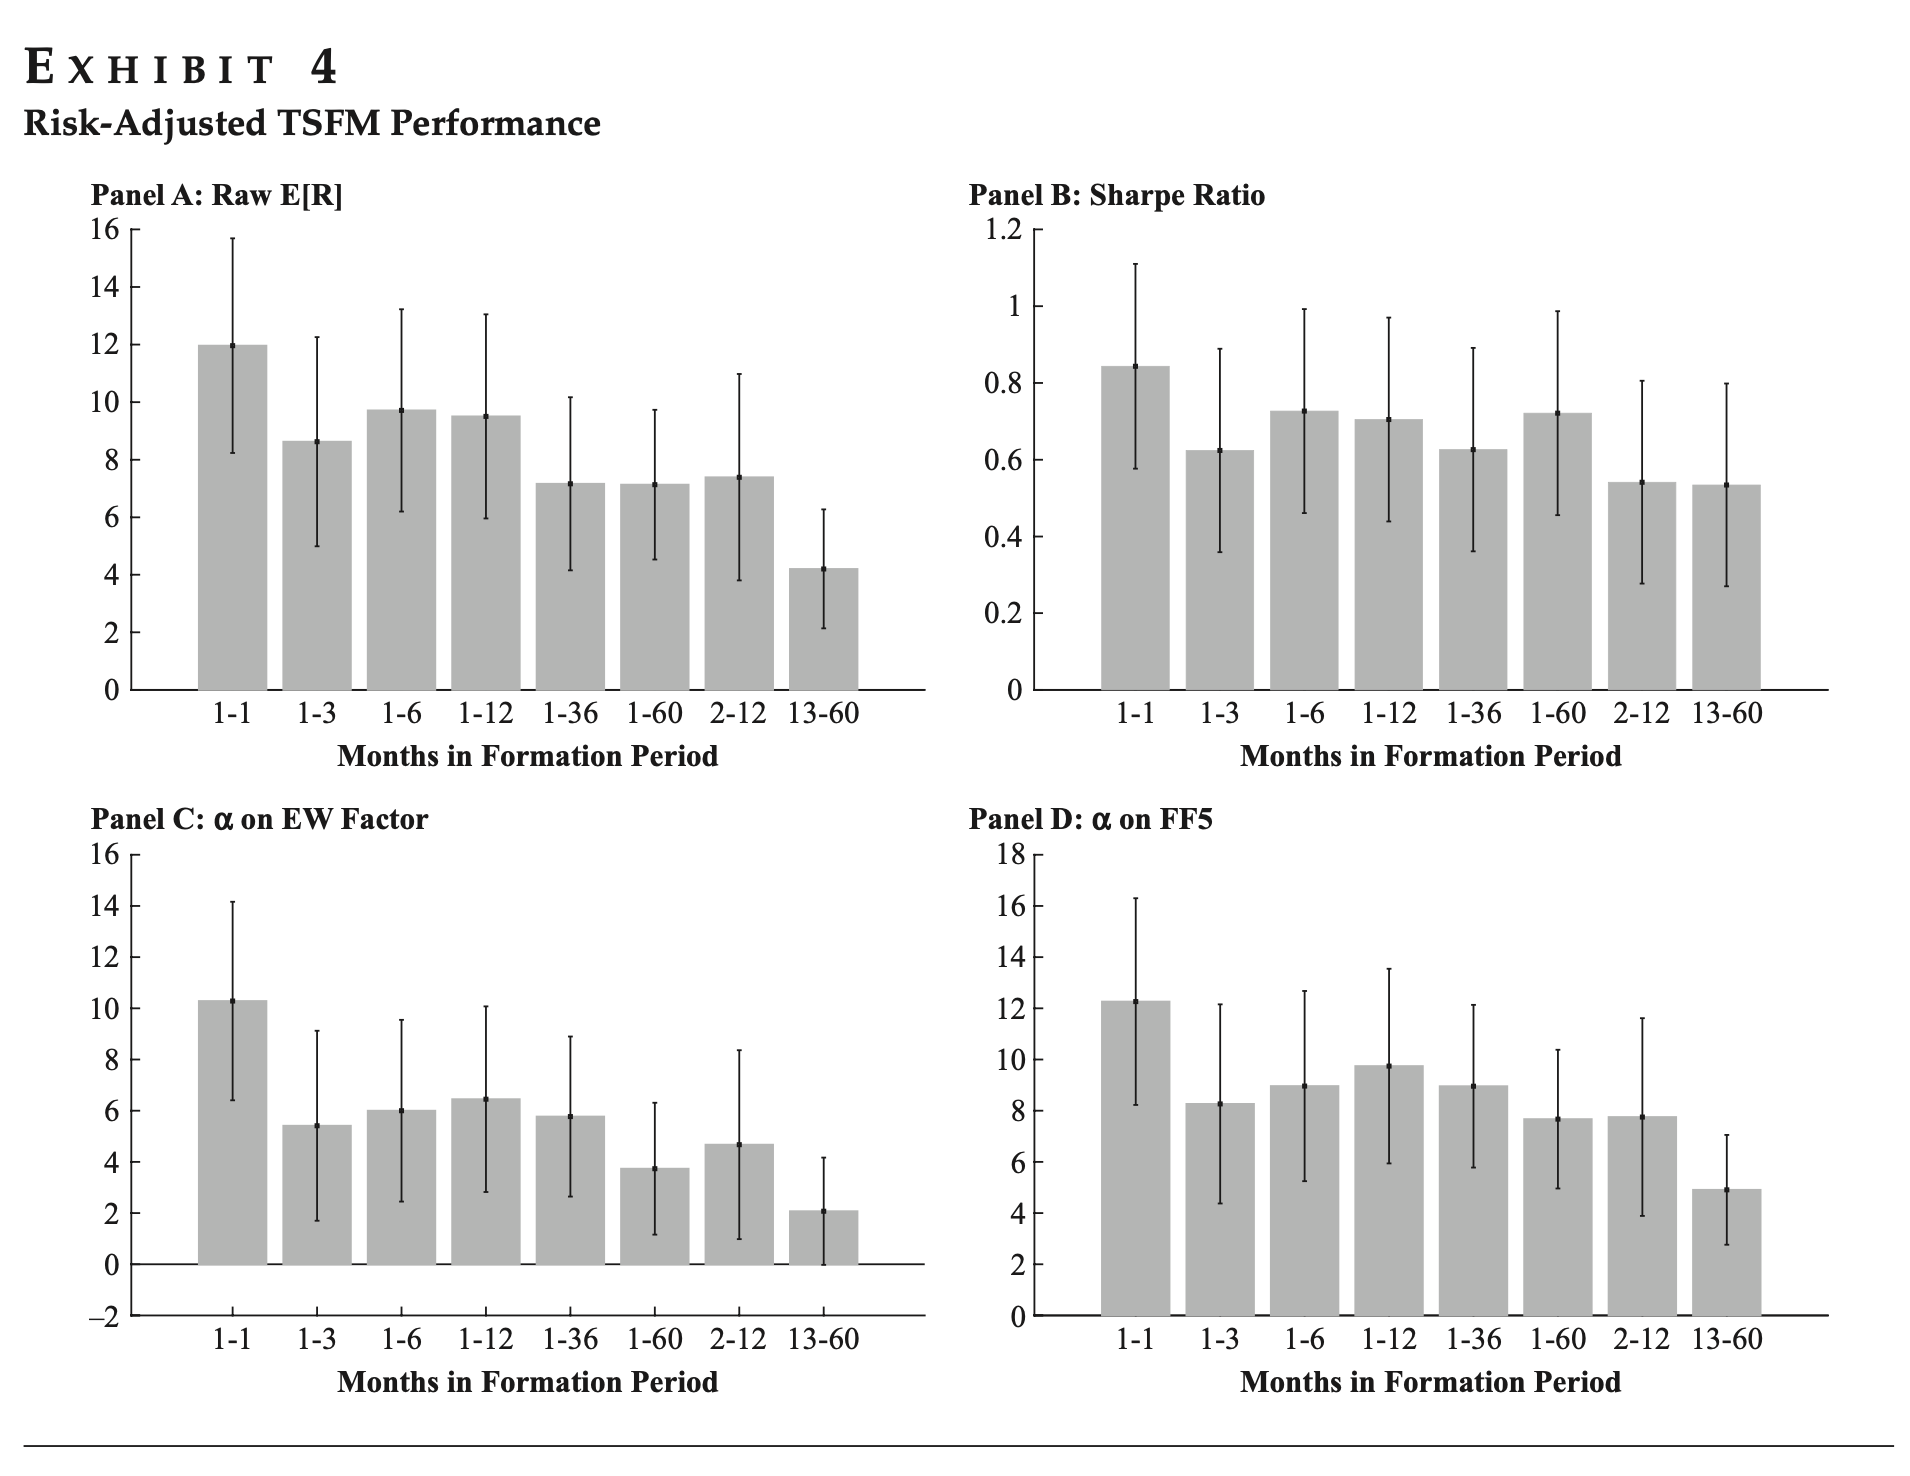 EXHIBIT 4
Risk-Adjusted TSFM Performance
Panel A: Raw E[R]
16
14
12
10
8
6
4
2
0
1-1 1-3 1-6 1-12 1-36 1-60 2-12 13-60
Months in Formation Period
Panel B: Sharpe Ratio
1.2
1
0.8
0.6
0.4
0.2
0
1-1 1-3 1-6 1-12 1-36 1-60 2-12 13-60
Months in Formation Period
Panel C: α on EW Factor
16
14
12
10
8
6
4
2
0
–2
1-1 1-3 1-6 1-12 1-36 1-60 2-12 13-60
Months in Formation Period
Panel D: α on FF5
18
16
14
12
10
8
6
4
2
0
1-1 1-3 1-6 1-12 1-36 1-60 2-12 13-60
Months in Formation Period